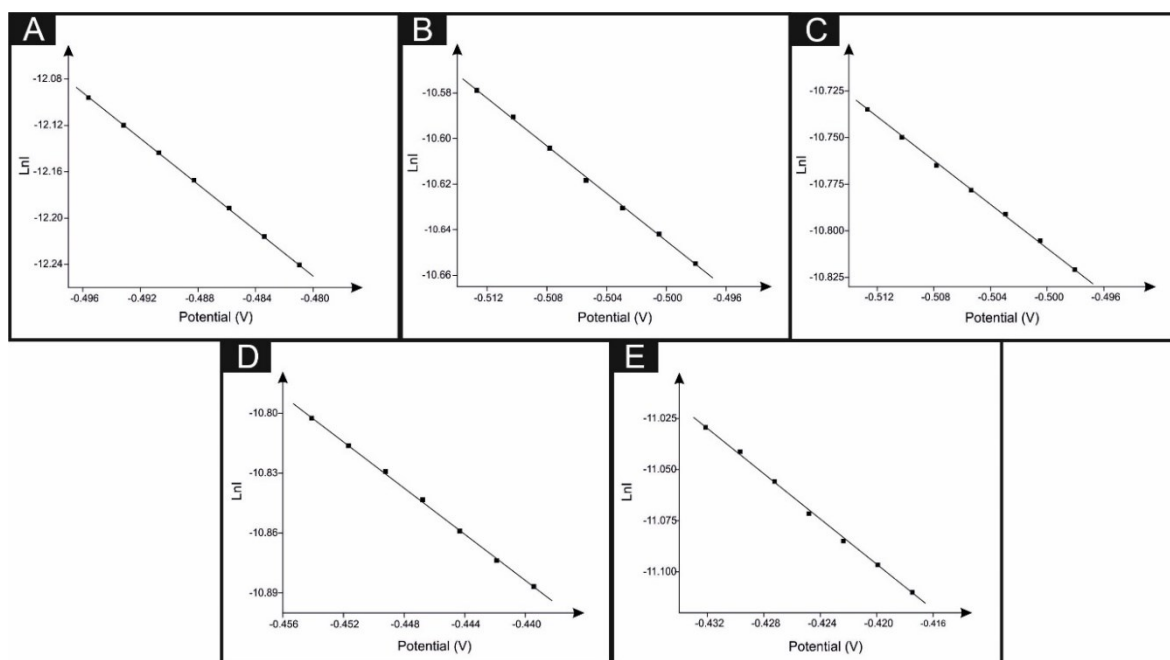 A
-12.08
-12.12
-12.16
-12.20
-12.24
LnI
-0.496 -0.492 -0.488 -0.484 -0.480
Potential (V)
B
-10.58
-10.60
-10.62
-10.64
-10.66
LnI
-0.512 -0.508 -0.504 -0.500 -0.496
Potential (V)
C
-10.725
-10.750
-10.775
-10.800
-10.825
LnI
-0.512 -0.508 -0.504 -0.500 -0.496
Potential (V)
D
-10.80
-10.83
-10.86
-10.89
LnI
-0.456 -0.452 -0.448 -0.444 -0.440
Potential (V)
E
-11.025
-11.050
-11.075
-11.100
LnI
-0.432 -0.428 -0.424 -0.420 -0.416
Potential (V)